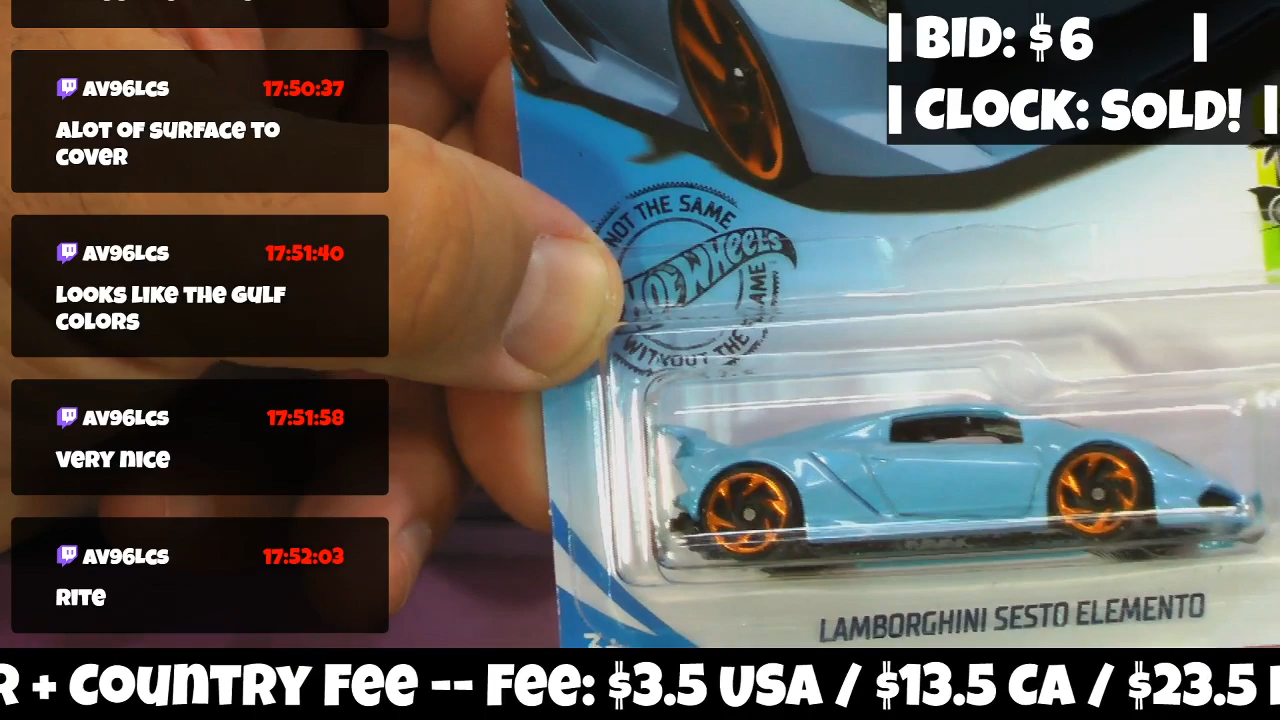 AV96LCS 17:50:37
ALOT OF SURFACE TO
COVER
AV96LCS 17:51:40
LOOKS LIKE THE GULF
COLORS
AV96LCS 17:51:58
VERY NICE
AV96LCS 17:52:03
RITE
| BID: $6 |
| CLOCK: SOLD! |
NOT THE SAME
HOT WHEELS
WITHOUT THE SAME
LAMBORGHINI SESTO ELEMENTO
R + COUNTRY FEE -- FEE: $3.5 USA / $13.5 CA / $23.5